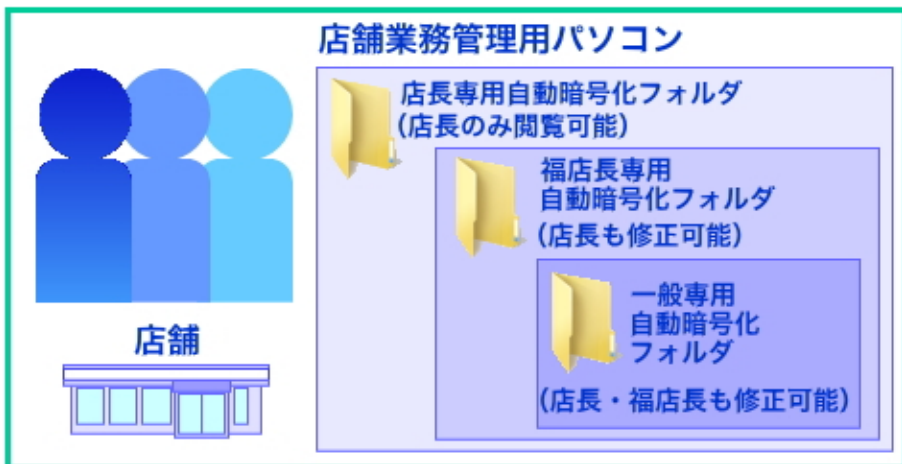 店舗業務管理用パソコン
店長専用自動暗号化フォルダ
(店長のみ閲覧可能)
福店長専用
自動暗号化フォルダ
(店長も修正可能)
一般専用
自動暗号化
フォルダ
(店長・福店長も修正可能)
店舗